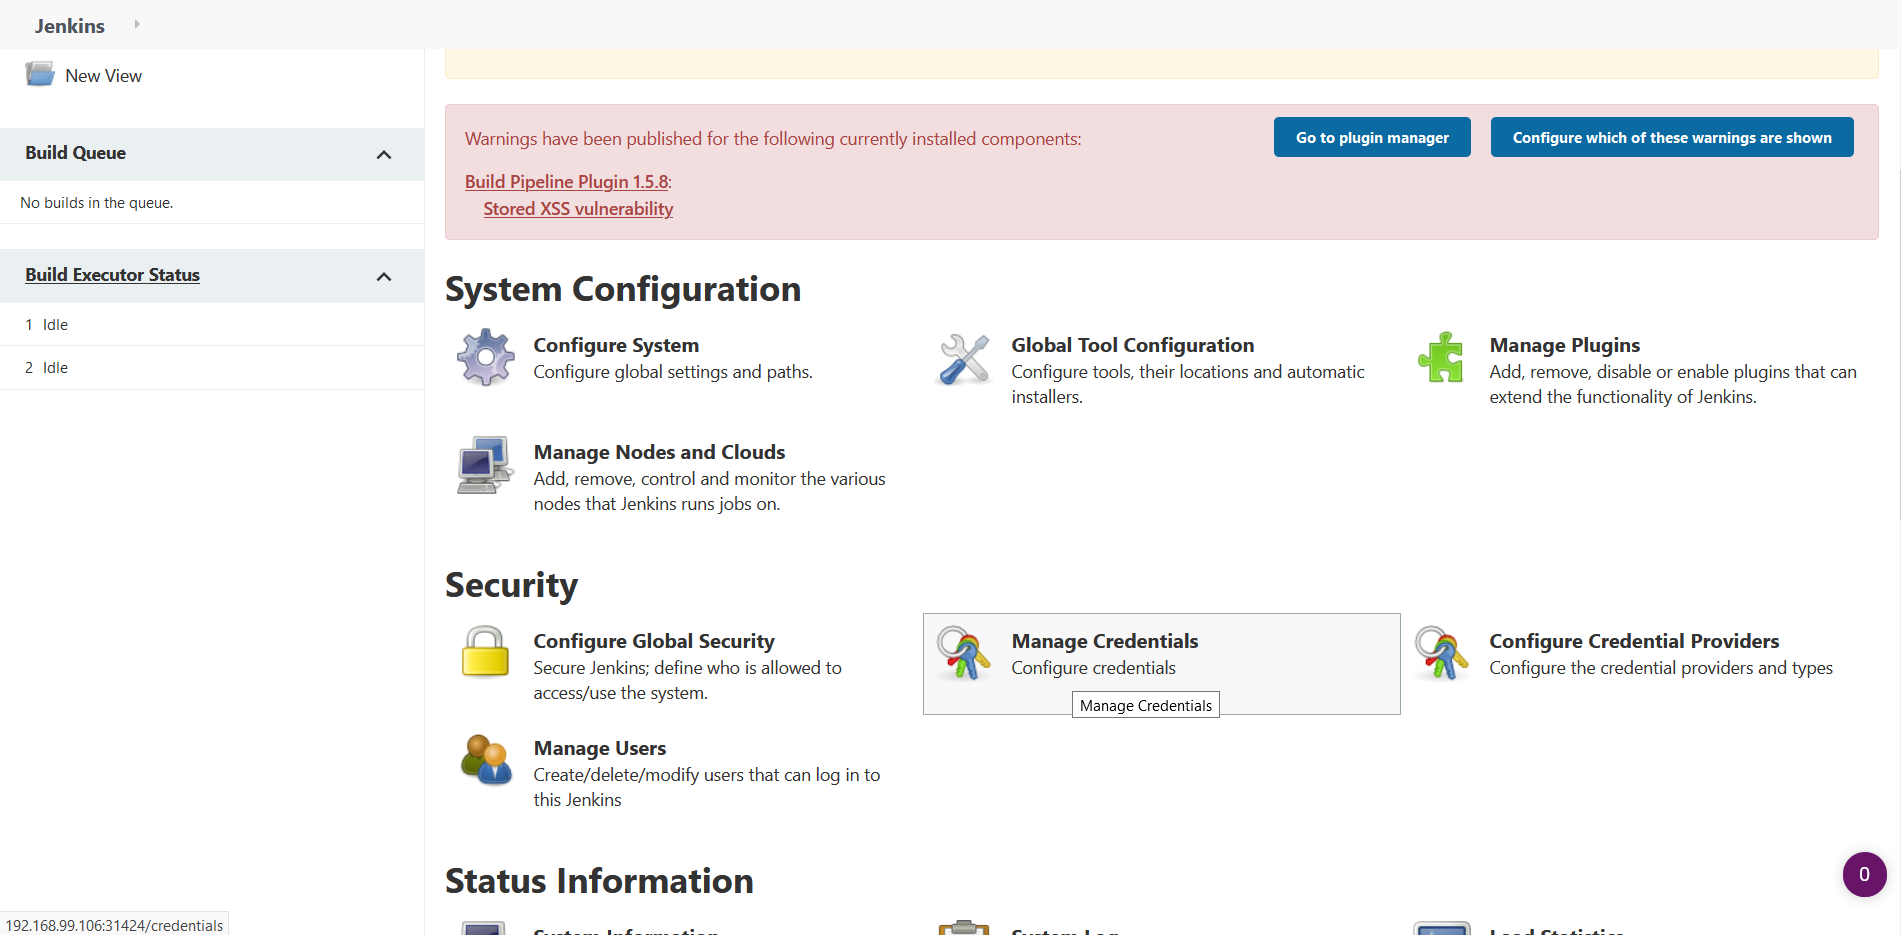 Jenkins
New View
Build Queue
No builds in the queue.
Build Executor Status
1 Idle
2 Idle
Warnings have been published for the following currently installed components:
Go to plugin manager
Configure which of these warnings are shown
Build Pipeline Plugin 1.5.8:
Stored XSS vulnerability
System Configuration
Configure System
Configure global settings and paths.
Global Tool Configuration
Configure tools, their locations and automatic
installers.
Manage Plugins
Add, remove, disable or enable plugins that can
extend the functionality of Jenkins.
Manage Nodes and Clouds
Add, remove, control and monitor the various
nodes that Jenkins runs jobs on.
Security
Configure Global Security
Secure Jenkins; define who is allowed to
access/use the system.
Manage Credentials
Configure credentials
Manage Credentials
Configure Credential Providers
Configure the credential providers and types
Manage Users
Create/delete/modify users that can log in to
this Jenkins
0
Status Information
System Information
System Log
Load Statistics
192.168.99.106:31424/credentials